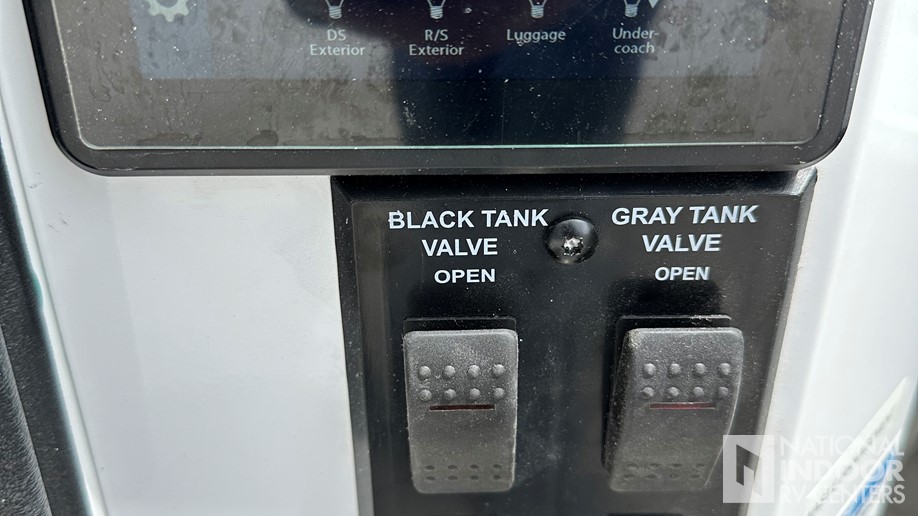 DS
Exterior
R/S
Exterior
Luggage
Under-
coach
BLACK TANK
VALVE
OPEN
GRAY TANK
VALVE
OPEN
NATIONAL
INDOOR
RV CENTERS